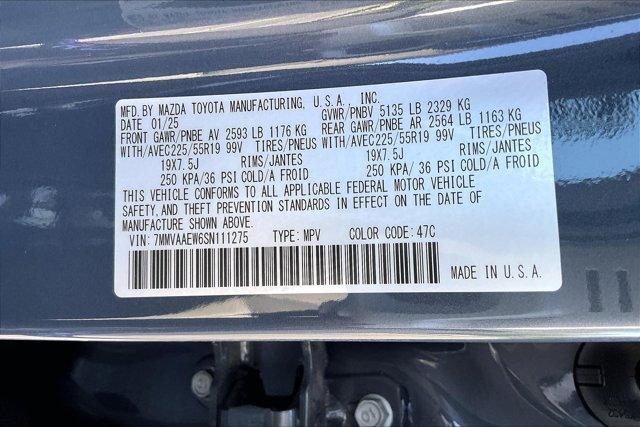 MFD. BY MAZDA TOYOTA MANUFACTURING, U.S.A., INC.
DATE 01/25 GVWR/PNBV 5135 LB 2329 KG
FRONT GAWR/PNBE AV 2593 LB 1176 KG REAR GAWR/PNBE AR 2564 LB 1163 KG
WITH/AVEC225/55R19 99V TIRES/PNEUS WITH/AVEC225/55R19 99V TIRES/PNEUS
19X7.5J RIMS/JANTES 19X7.5J RIMS/JANTES
250 KPA/36 PSI COLD/A FROID 250 KPA/ 36 PSI COLD/A FROID
THIS VEHICLE CONFORMS TO ALL APPLICABLE FEDERAL MOTOR VEHICLE
SAFETY, AND THEFT PREVENTION STANDARDS IN EFFECT ON THE DATE OF
MANUFACTURE SHOWN ABOVE.
VIN: 7MMVAAEW6SN111275 TYPE: MPV COLOR CODE: 47C
MADE IN U.S.A.